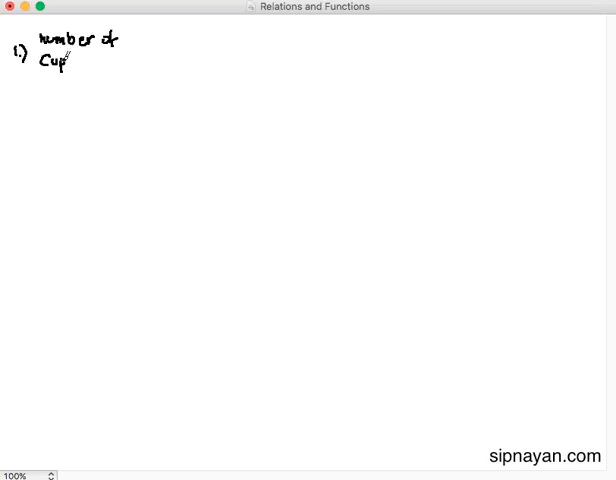 Relations and Functions
1.) number of
Cup
sipnayan.com
100%